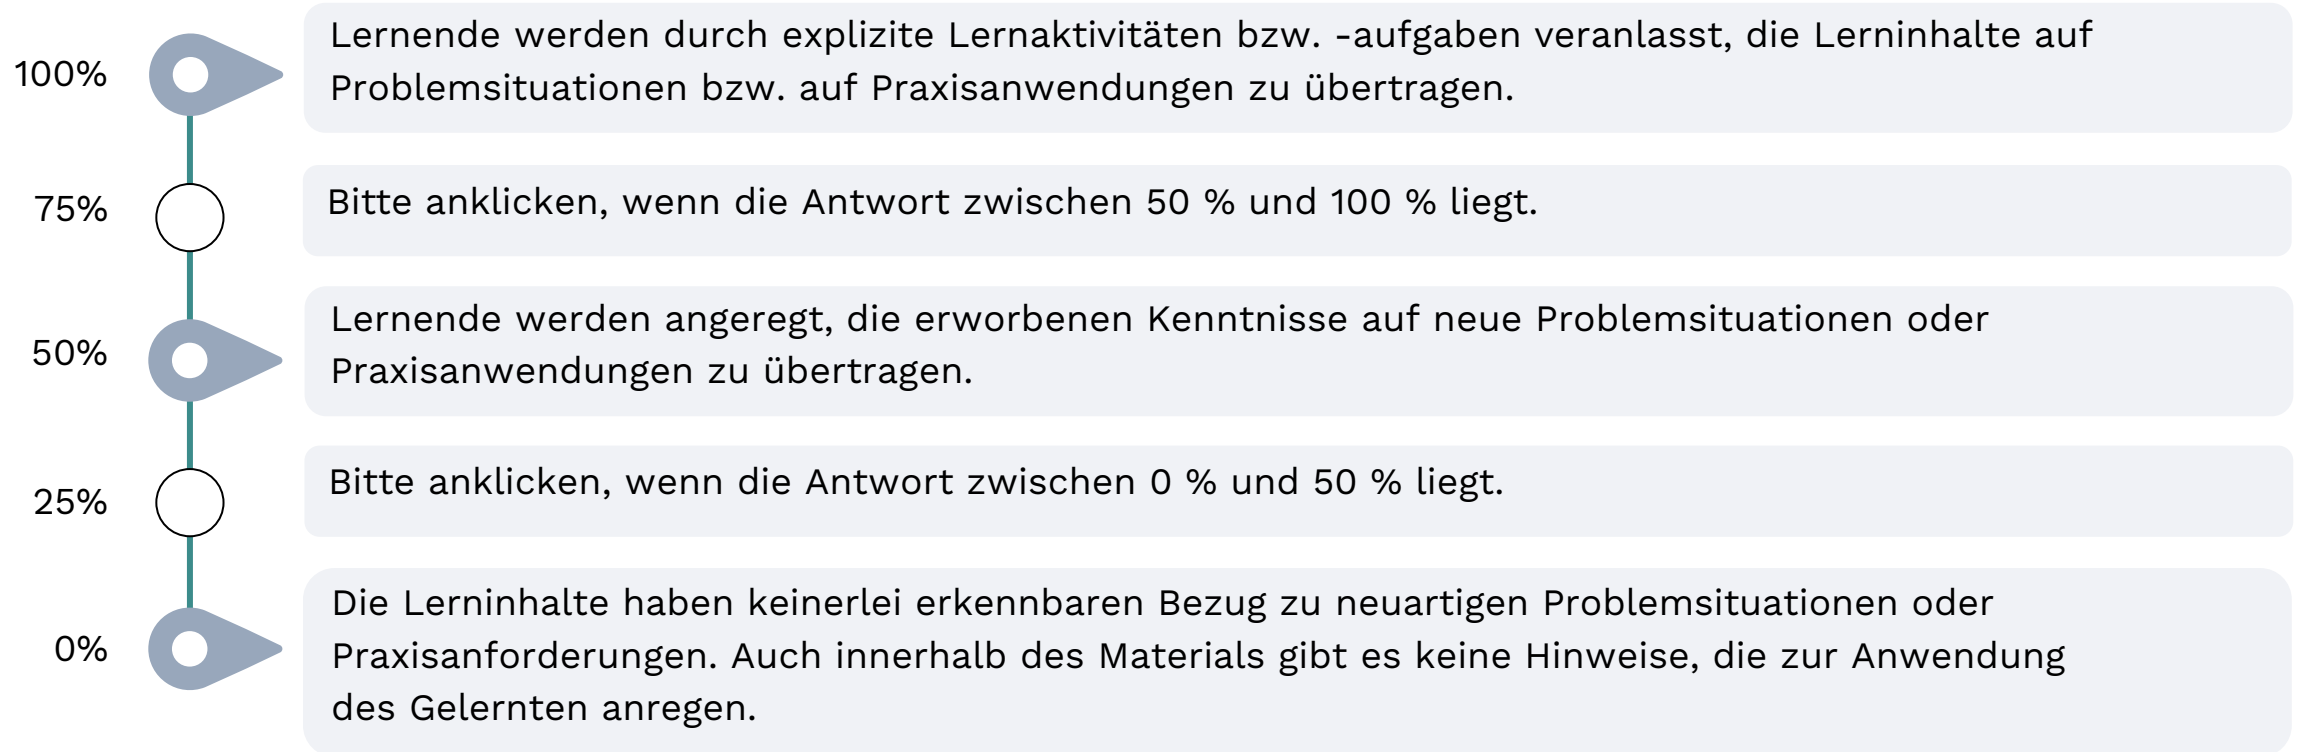 100%
Lernende werden durch explizite Lernaktivitäten bzw. -aufgaben veranlasst, die Lerninhalte auf
Problemsituationen bzw. auf Praxisanwendungen zu übertragen.
75%
Bitte anklicken, wenn die Antwort zwischen 50 % und 100 % liegt.
50%
Lernende werden angeregt, die erworbenen Kenntnisse auf neue Problemsituationen oder
Praxisanwendungen zu übertragen.
25%
Bitte anklicken, wenn die Antwort zwischen 0 % und 50 % liegt.
0%
Die Lerninhalte haben keinerlei erkennbaren Bezug zu neuartigen Problemsituationen oder
Praxisanforderungen. Auch innerhalb des Materials gibt es keine Hinweise, die zur Anwendung
des Gelernten anregen.